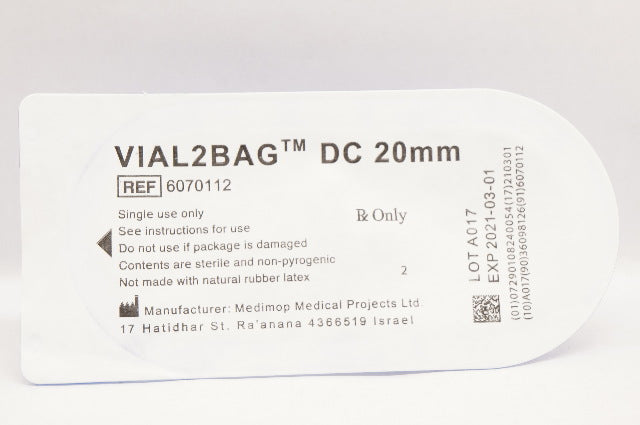 VIAL2BAG™ DC 20mm
REF 6070112
Single use only
See instructions for use
Do not use if package is damaged
Contents are sterile and non-pyrogenic
Not made with natural rubber latex
Rx Only
2
Manufacturer: Medimop Medical Projects Ltd.
17 Hatidhar St. Ra'anana 4366519 Israel
LOT A017
EXP 2021-03-01
(01)07290108240054(17)210301
(10)A017(90)36098126(91)6070112